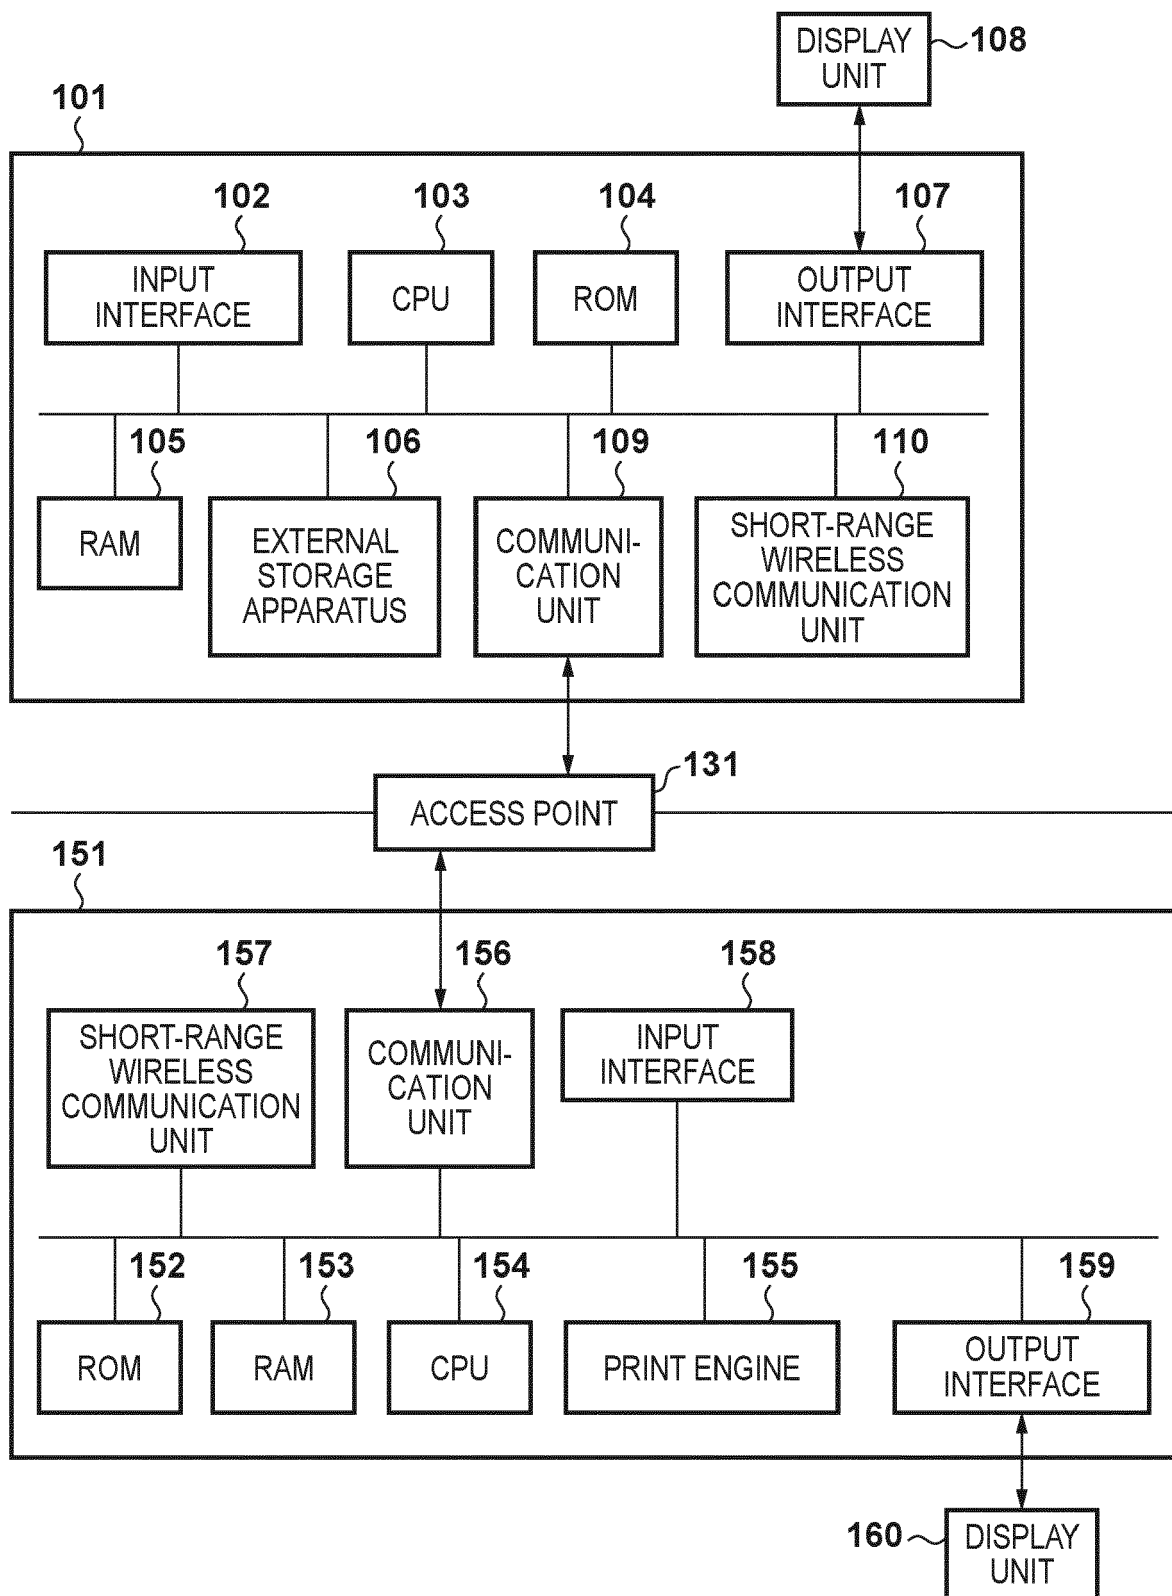 DISPLAY
UNIT
108
101
102
103
104
107
INPUT
INTERFACE
CPU
ROM
OUTPUT
INTERFACE
105
106
109
110
RAM
EXTERNAL
STORAGE
APPARATUS
COMMUNI-
CATION
UNIT
SHORT-RANGE
WIRELESS
COMMUNICATION
UNIT
131
ACCESS POINT
151
157
156
158
SHORT-RANGE
WIRELESS
COMMUNICATION
UNIT
COMMUNI-
CATION
UNIT
INPUT
INTERFACE
152
153
154
155
159
ROM
RAM
CPU
PRINT ENGINE
OUTPUT
INTERFACE
160
DISPLAY
UNIT